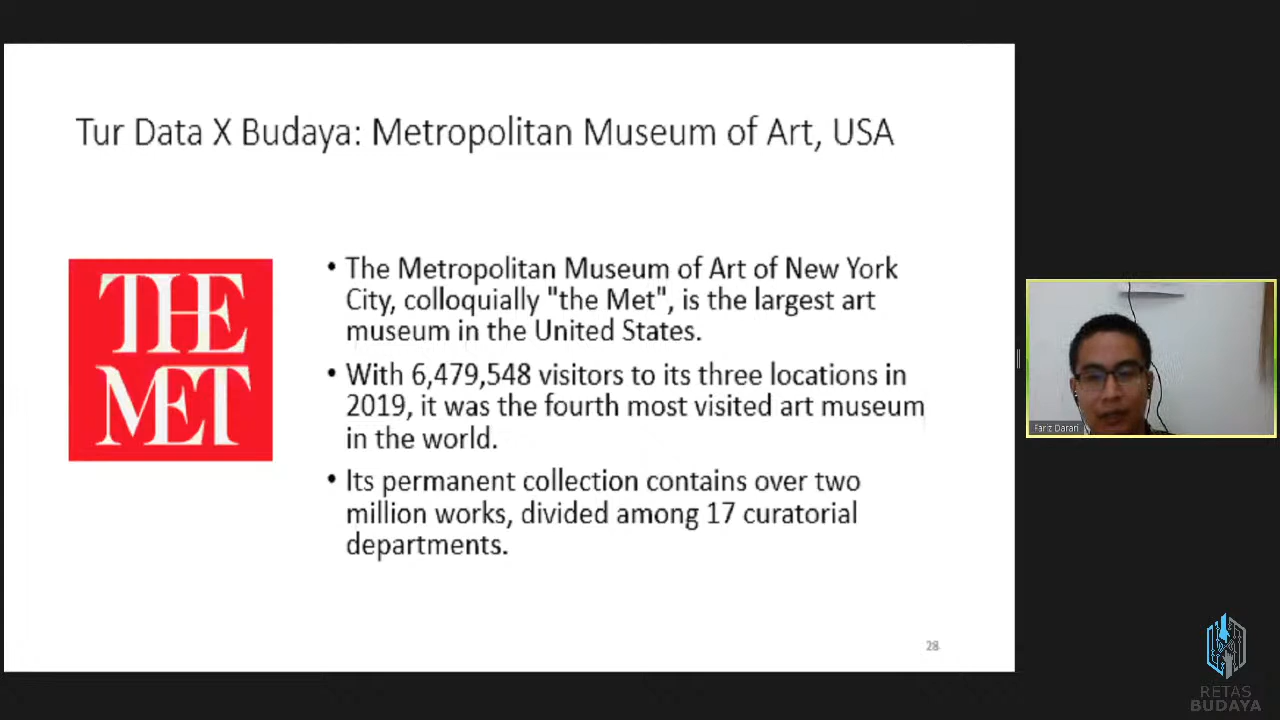 Tur Data X Budaya: Metropolitan Museum of Art, USA
THE
MET
• The Metropolitan Museum of Art of New York
City, colloquially "the Met", is the largest art
museum in the United States.
• With 6,479,548 visitors to its three locations in
2019, it was the fourth most visited art museum
in the world.
• Its permanent collection contains over two
million works, divided among 17 curatorial
departments.
28
Fariz Darari
RETAS
BUDAYA